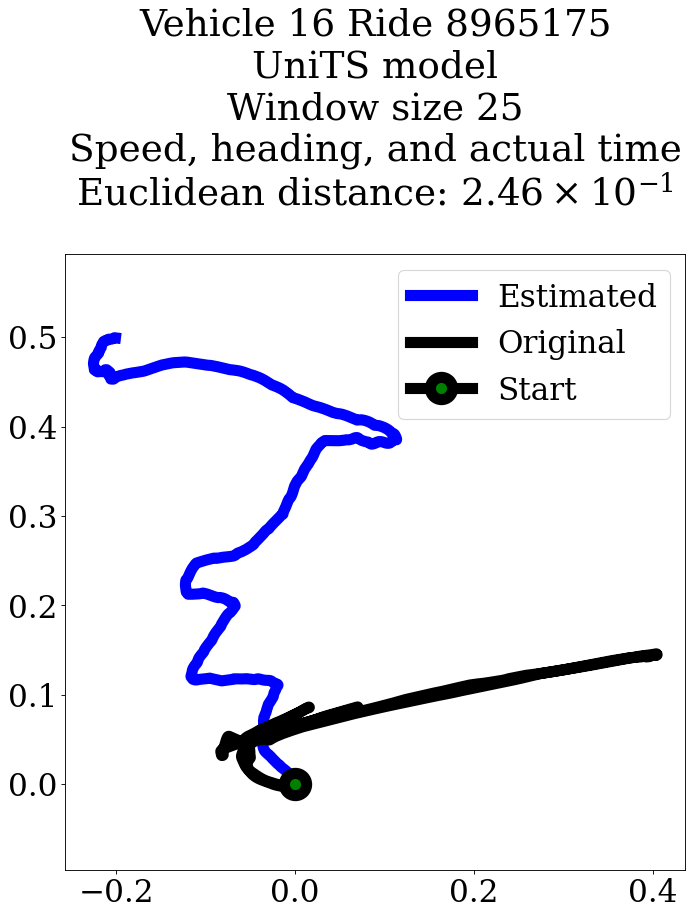 Vehicle 16 Ride 8965175
UniTS model
Window size 25
Speed, heading, and actual time
Euclidean distance: 2.46 × 10⁻¹
Estimated
Original
Start
0.5
0.4
0.3
0.2
0.1
0.0
−0.2 0.0 0.2 0.4